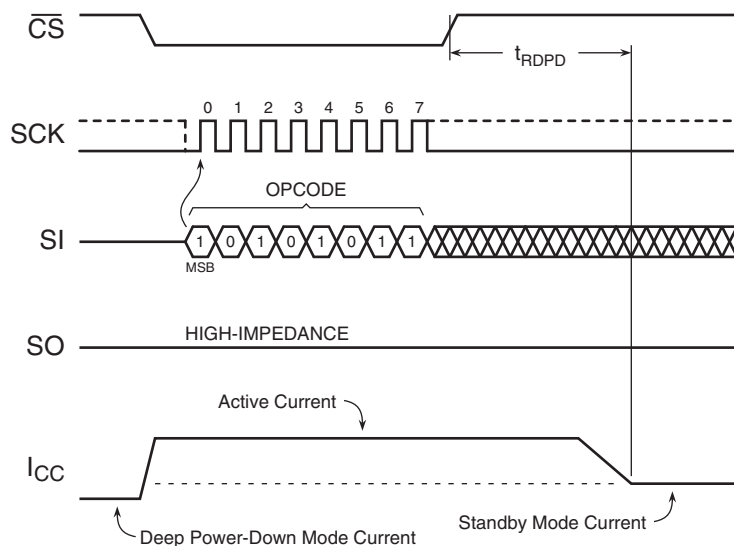 CS
tRDPD
0 1 2 3 4 5 6 7
SCK
OPCODE
SI
1 0 1 0 1 0 1 1
MSB
SO
HIGH-IMPEDANCE
Active Current
ICC
Standby Mode Current
Deep Power-Down Mode Current